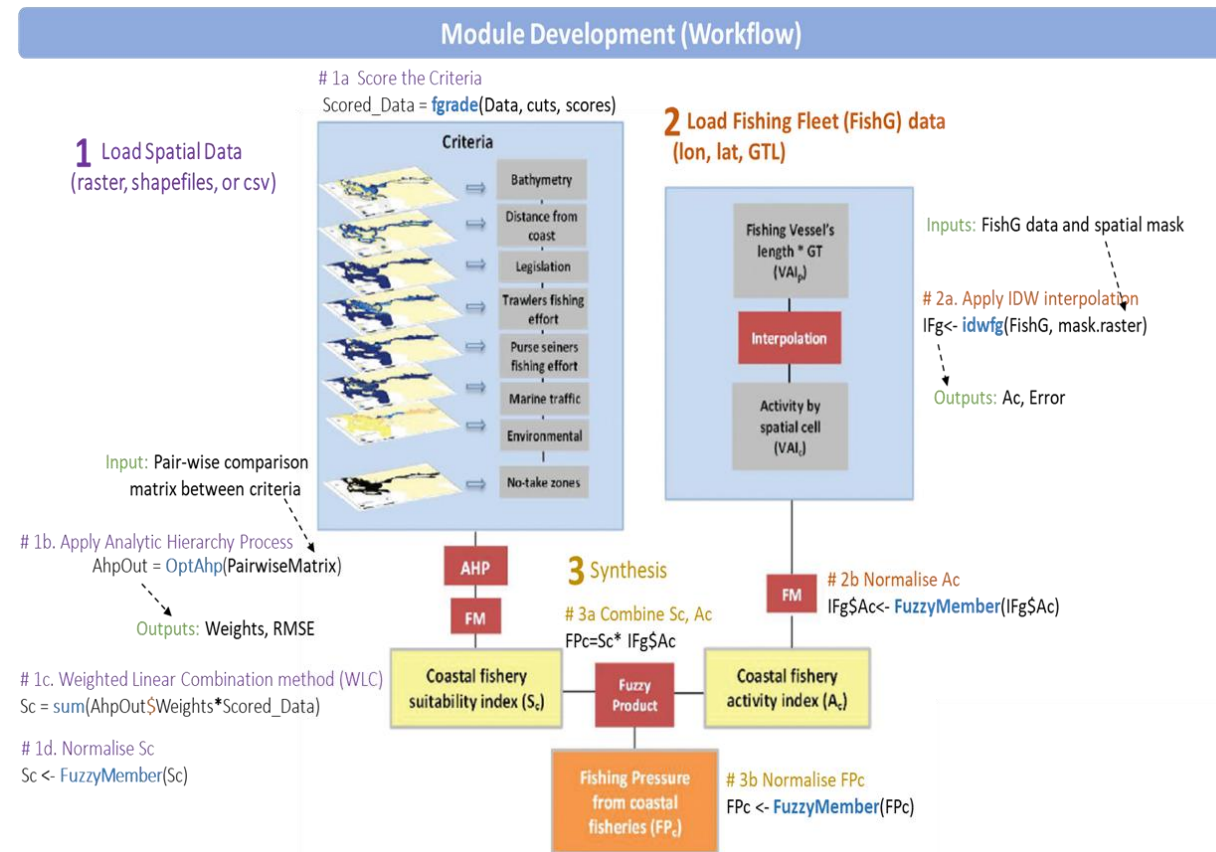 Module Development (Workflow)
# 1a Score the Criteria
Scored_Data = fgrade(Data, cuts, scores)
1 Load Spatial Data
(raster, shapefiles, or csv)
Criteria
Bathymetry
Distance from
coast
Legislation
Trawlers fishing
effort
Purse seiners
fishing effort
Marine traffic
Environmental
No-take zones
2 Load Fishing Fleet (FishG) data
(lon, lat, GTL)
Fishing Vessel's
length * GT
(VAIp)
Interpolation
Activity by
spatial cell
(VAIc)
Inputs: FishG data and spatial mask
# 2a. Apply IDW interpolation
IFg<- idwfg(FishG, mask.raster)
Outputs: Ac, Error
Input: Pair-wise comparison
matrix between criteria
# 1b. Apply Analytic Hierarchy Process
AhpOut = OptAhp(PairwiseMatrix)
Outputs: Weights, RMSE
# 1c. Weighted Linear Combination method (WLC)
Sc = sum(AhpOut$Weights*Scored_Data)
# 1d. Normalise Sc
Sc <- FuzzyMember(Sc)
AHP
FM
3 Synthesis
# 3a Combine Sc, Ac
FPc=Sc* IFg$Ac
FM
# 2b Normalise Ac
IFg$Ac<- FuzzyMember(IFg$Ac)
Coastal fishery
suitability index (Sc)
Fuzzy
Product
Coastal fishery
activity index (Ac)
Fishing Pressure
from coastal
fisheries (FPc)
# 3b Normalise FPc
FPc <- FuzzyMember(FPc)